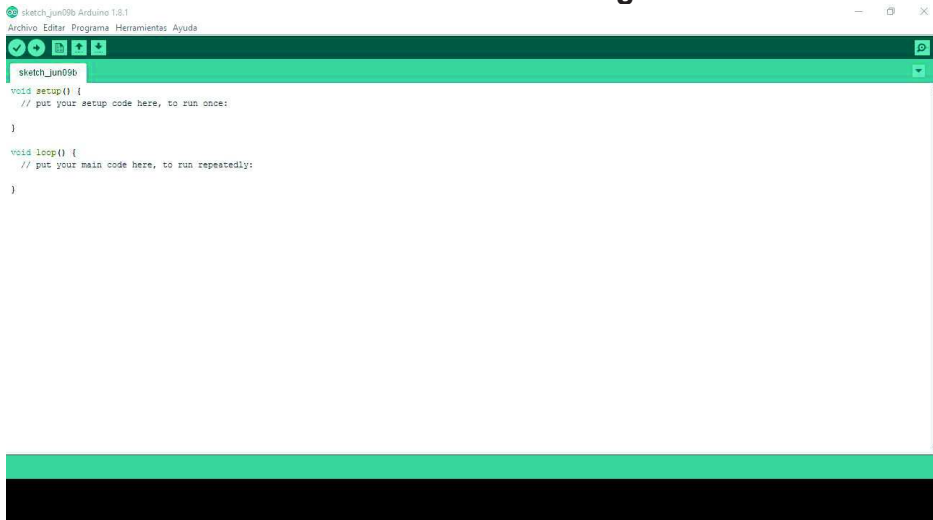 sketch_jun09b Arduino 1.8.1
Archivo Editar Programa Herramientas Ayuda
sketch_jun09b
void setup() {
// put your setup code here, to run once:
}
void loop() {
// put your main code here, to run repeatedly:
}